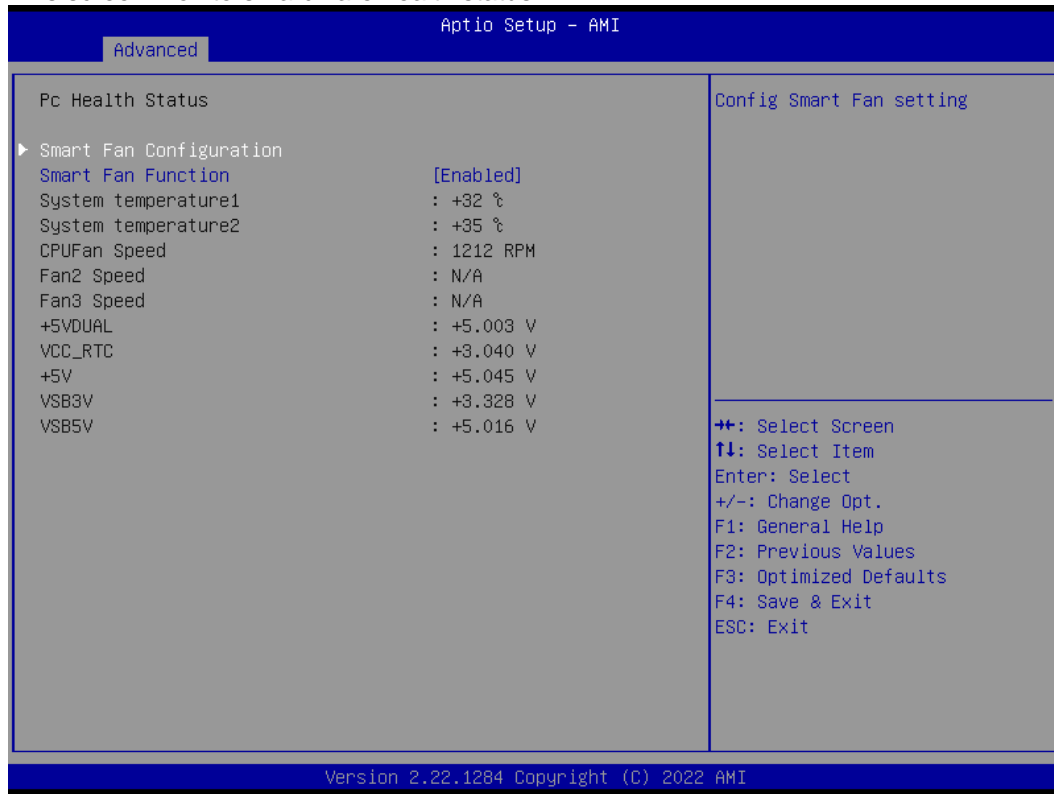 Aptio Setup – AMI
Advanced
Pc Health Status
Config Smart Fan setting
▶ Smart Fan Configuration
Smart Fan Function [Enabled]
System temperature1 : +32 ℃
System temperature2 : +35 ℃
CPUFan Speed : 1212 RPM
Fan2 Speed : N/A
Fan3 Speed : N/A
+5VDUAL : +5.003 V
VCC_RTC : +3.040 V
+5V : +5.045 V
VSB3V : +3.328 V
VSB5V : +5.016 V
→←: Select Screen
↑↓: Select Item
Enter: Select
+/-: Change Opt.
F1: General Help
F2: Previous Values
F3: Optimized Defaults
F4: Save & Exit
ESC: Exit
Version 2.22.1284 Copyright (C) 2022 AMI